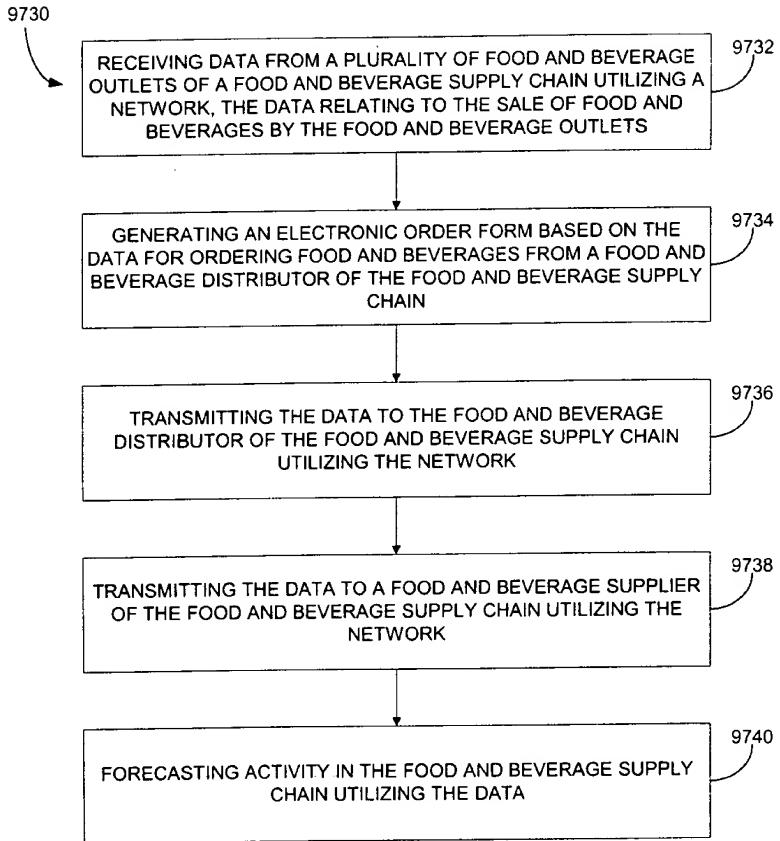 9730
9732
RECEIVING DATA FROM A PLURALITY OF FOOD AND BEVERAGE
OUTLETS OF A FOOD AND BEVERAGE SUPPLY CHAIN UTILIZING A
NETWORK, THE DATA RELATING TO THE SALE OF FOOD AND
BEVERAGES BY THE FOOD AND BEVERAGE OUTLETS
9734
GENERATING AN ELECTRONIC ORDER FORM BASED ON THE
DATA FOR ORDERING FOOD AND BEVERAGES FROM A FOOD AND
BEVERAGE DISTRIBUTOR OF THE FOOD AND BEVERAGE SUPPLY
CHAIN
9736
TRANSMITTING THE DATA TO THE FOOD AND BEVERAGE
DISTRIBUTOR OF THE FOOD AND BEVERAGE SUPPLY CHAIN
UTILIZING THE NETWORK
9738
TRANSMITTING THE DATA TO A FOOD AND BEVERAGE SUPPLIER
OF THE FOOD AND BEVERAGE SUPPLY CHAIN UTILIZING THE
NETWORK
9740
FORECASTING ACTIVITY IN THE FOOD AND BEVERAGE SUPPLY
CHAIN UTILIZING THE DATA